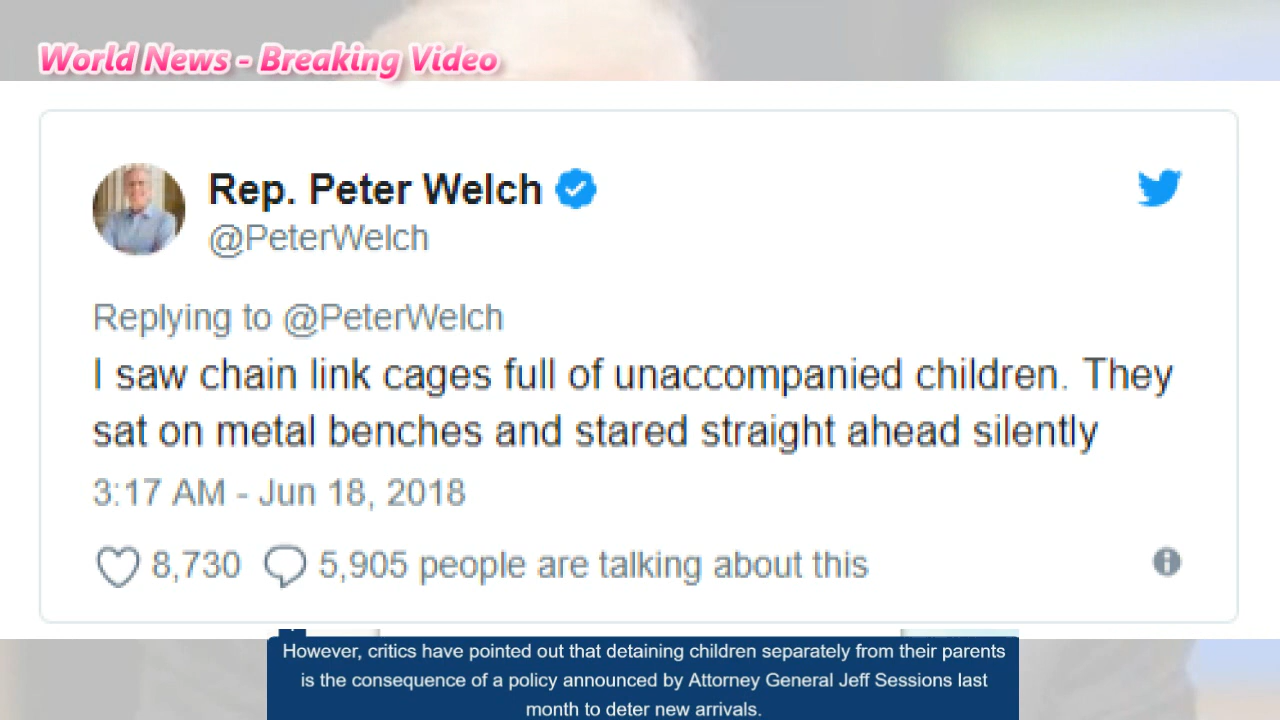 World News - Breaking Video
Rep. Peter Welch
@PeterWelch
Replying to @PeterWelch
I saw chain link cages full of unaccompanied children. They
sat on metal benches and stared straight ahead silently
3:17 AM - Jun 18, 2018
8,730 5,905 people are talking about this
However, critics have pointed out that detaining children separately from their parents
is the consequence of a policy announced by Attorney General Jeff Sessions last
month to deter new arrivals.